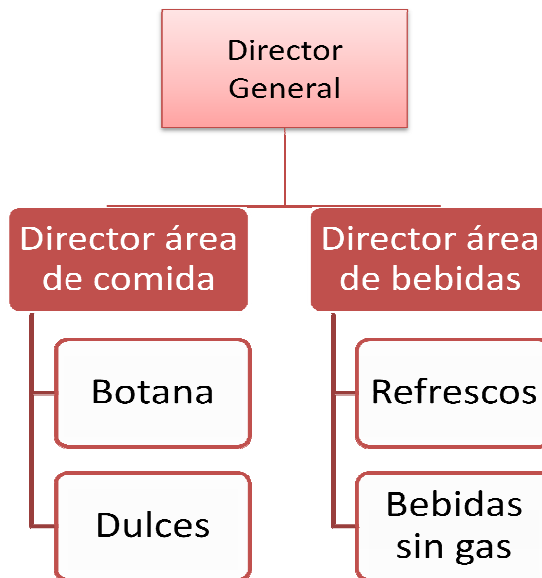 Director
General
Director área
de comida
Director área
de bebidas
Botana
Refrescos
Dulces
Bebidas
sin gas